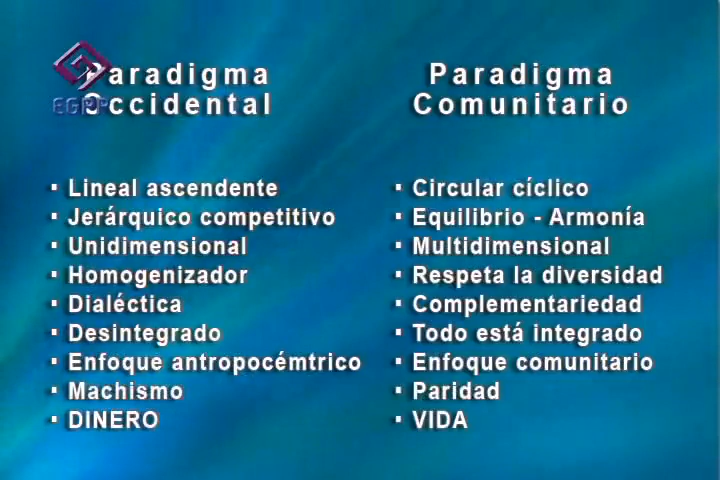 Paradigma
Occidental
EGPP
Paradigma
Comunitario
▪ Lineal ascendente
▪ Jerárquico competitivo
▪ Unidimensional
▪ Homogenizador
▪ Dialéctica
▪ Desintegrado
▪ Enfoque antropocémtrico
▪ Machismo
▪ DINERO
▪ Circular cíclico
▪ Equilibrio - Armonía
▪ Multidimensional
▪ Respeta la diversidad
▪ Complementariedad
▪ Todo está integrado
▪ Enfoque comunitario
▪ Paridad
▪ VIDA